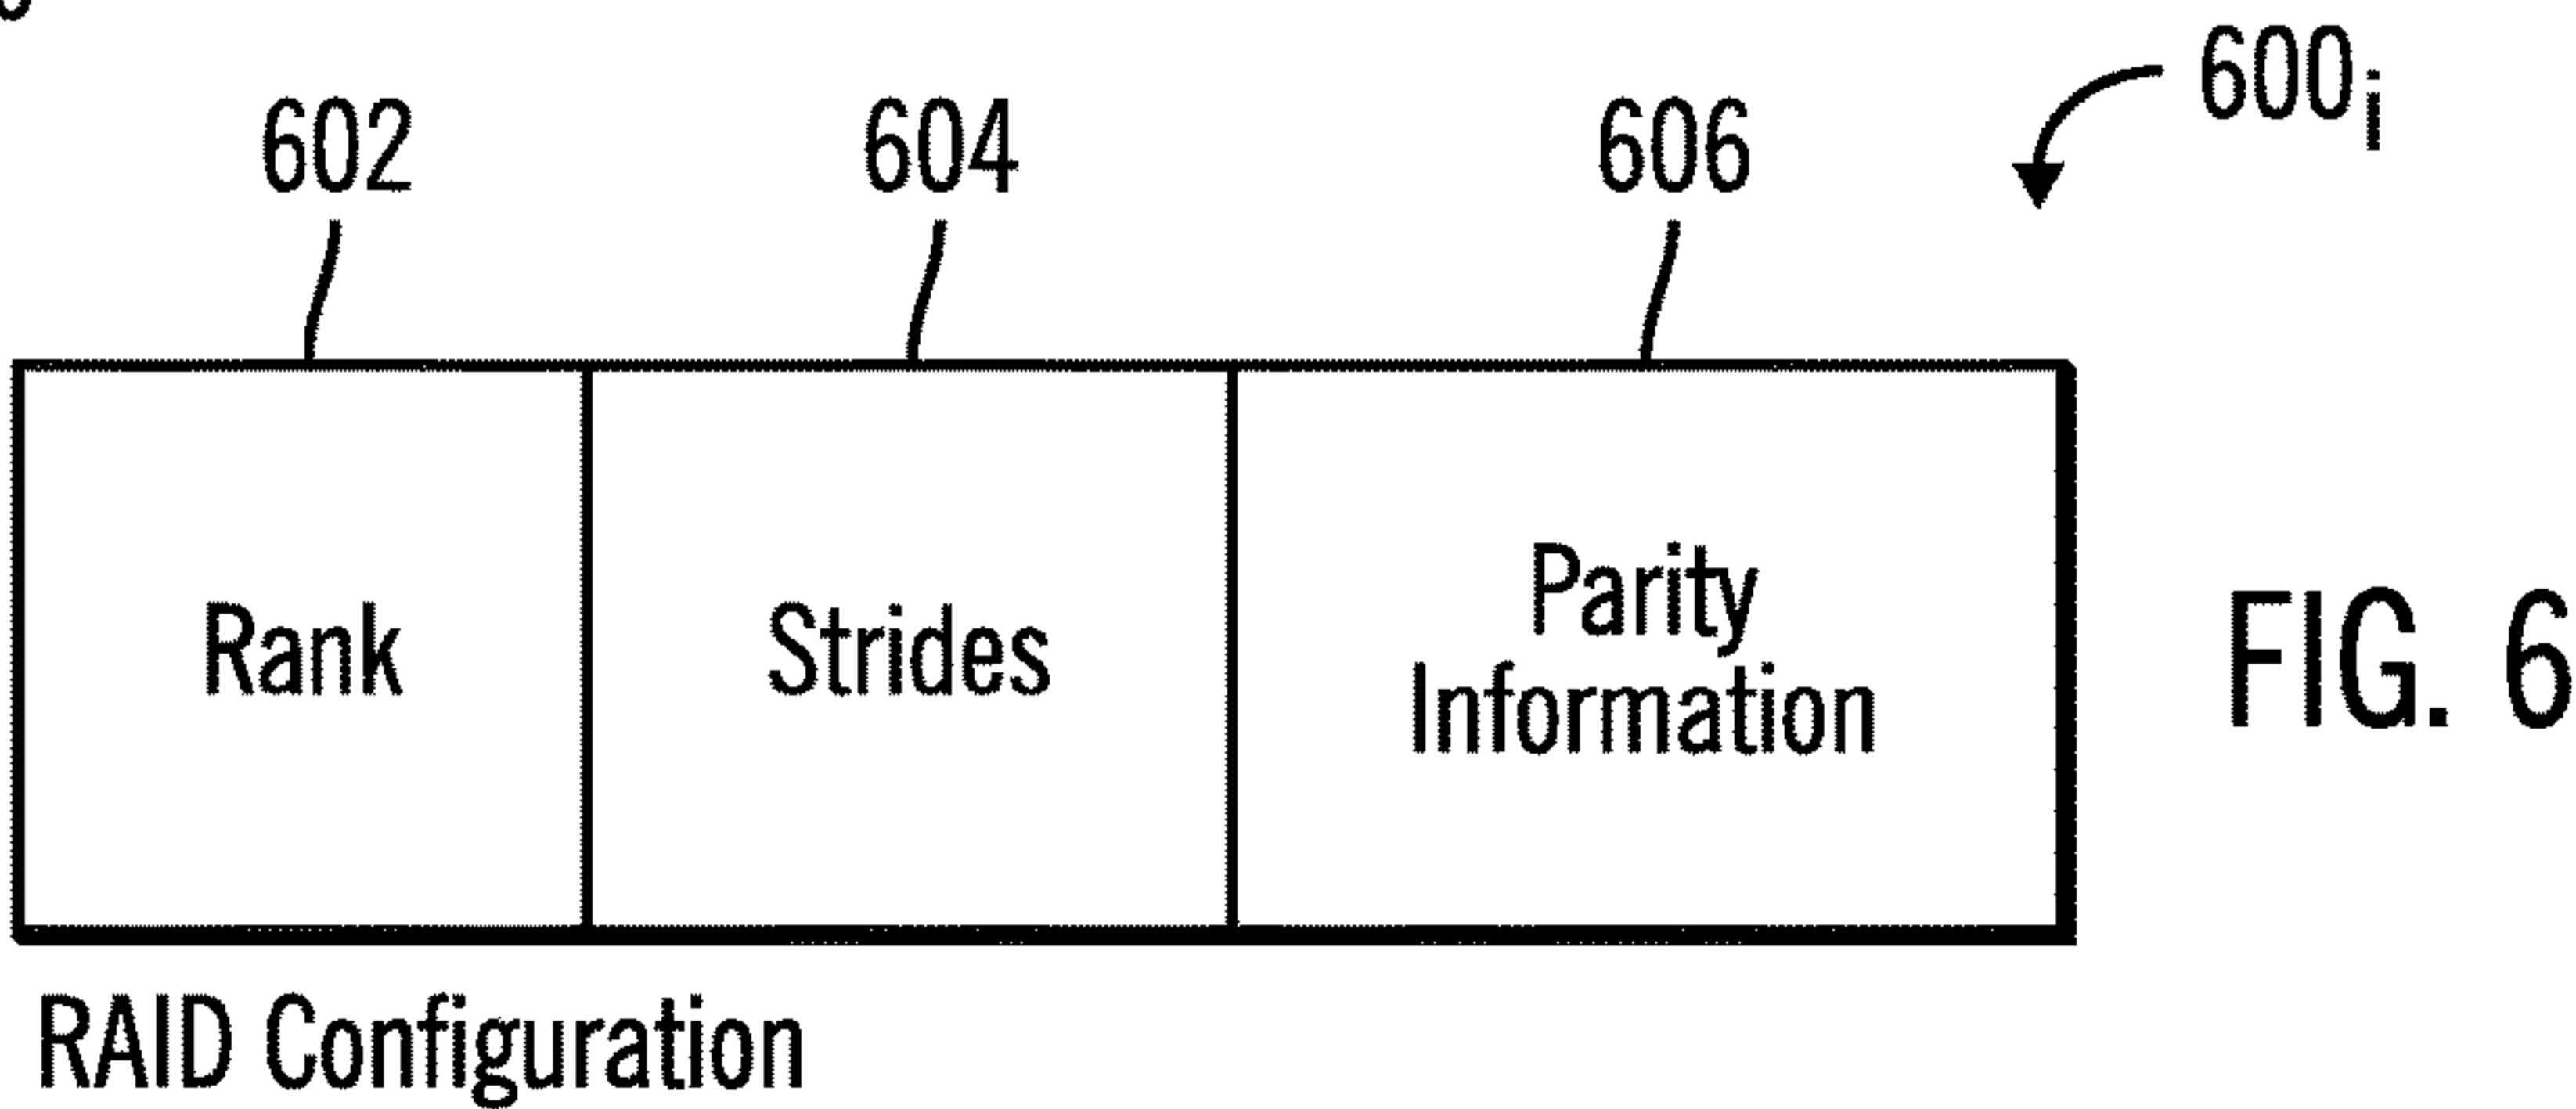 602 604 606 600i
Rank Strides Parity
Information
FIG. 6
RAID Configuration